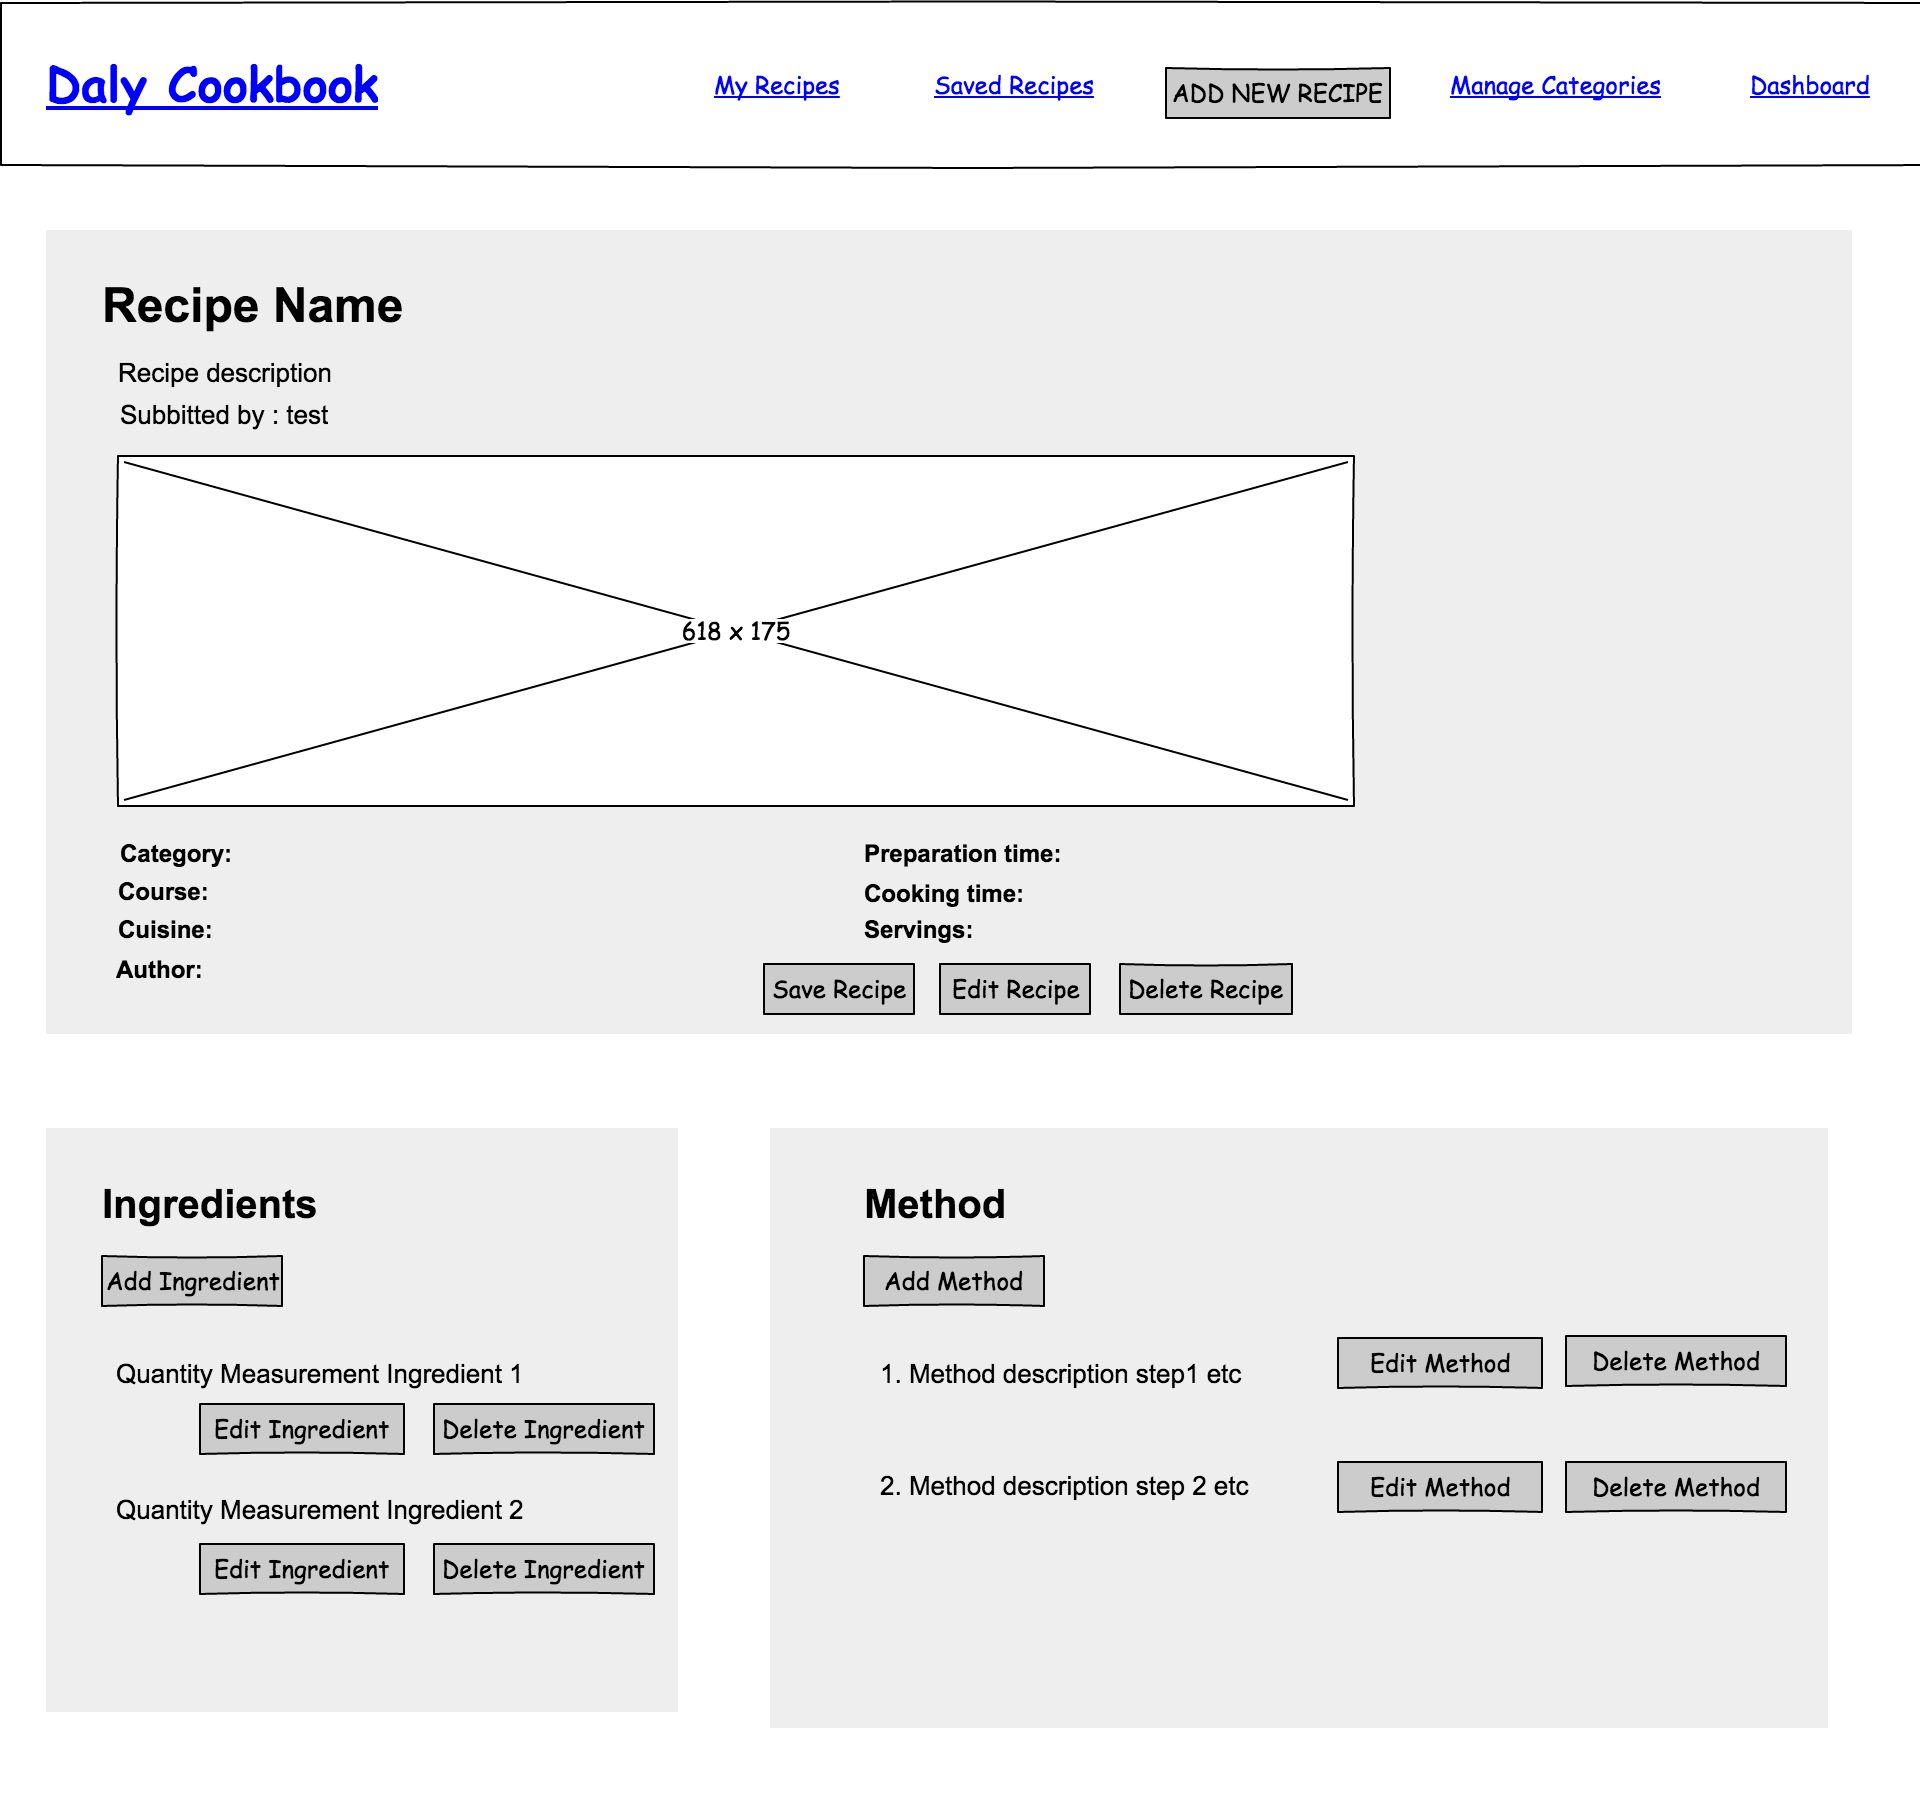 Daly Cookbook
My Recipes
Saved Recipes
ADD NEW RECIPE
Manage Categories
Dashboard
Recipe Name
Recipe description
Subbitted by : test
618 x 175
Category:
Course:
Cuisine:
Author:
Preparation time:
Cooking time:
Servings:
Save Recipe
Edit Recipe
Delete Recipe
Ingredients
Add Ingredient
Quantity Measurement Ingredient 1
Edit Ingredient
Delete Ingredient
Quantity Measurement Ingredient 2
Edit Ingredient
Delete Ingredient
Method
Add Method
1. Method description step1 etc
Edit Method
Delete Method
2. Method description step 2 etc
Edit Method
Delete Method